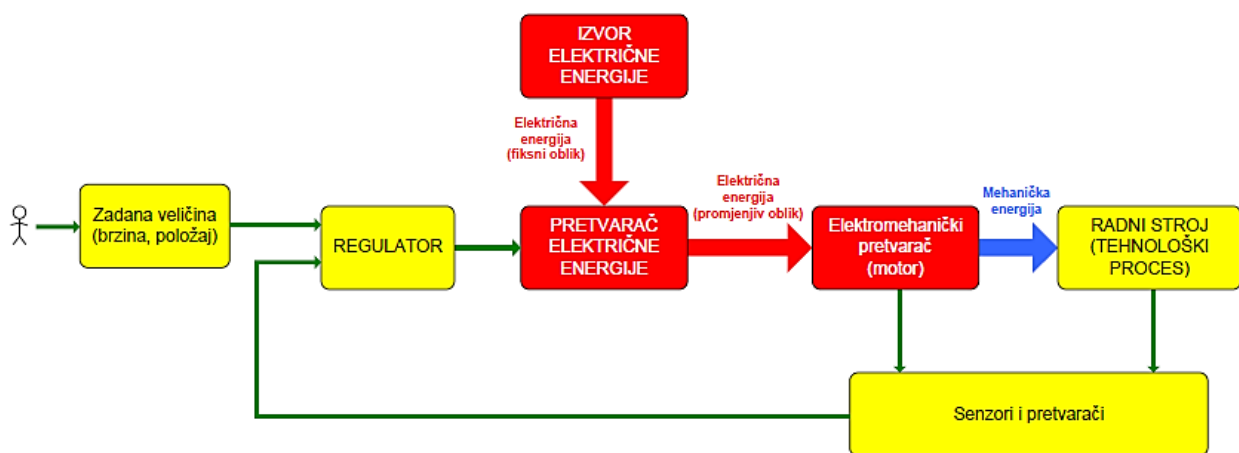 IZVOR
ELEKTRIČNE
ENERGIJE
Električna
energija
(fiksni oblik)
Zadana veličina
(brzina, položaj)
REGULATOR
PRETVARAČ
ELEKTRIČNE
ENERGIJE
Električna
energija
(promjenjiv oblik)
Elektromehanički
pretvarač
(motor)
Mehanička
energija
RADNI STROJ
(TEHNOLOŠKI
PROCES)
Senzori i pretvarači